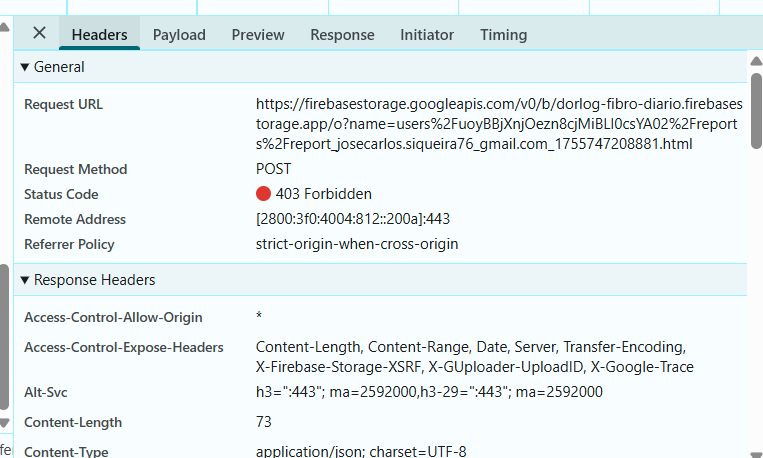 Headers Payload Preview Response Initiator Timing
General
Request URL
https://firebasestorage.googleapis.com/v0/b/dorlog-fibro-diario.firebases
torage.app/o?name=users%2FuoyBBjXnjOezn8cjMiBLI0csYA02%2Freport
s%2Freport_josecarlos.siqueira76_gmail.com_1755747208881.html
Request Method POST
Status Code 403 Forbidden
Remote Address [2800:3f0:4004:812::200a]:443
Referrer Policy strict-origin-when-cross-origin
Response Headers
Access-Control-Allow-Origin *
Access-Control-Expose-Headers Content-Length, Content-Range, Date, Server, Transfer-Encoding,
X-Firebase-Storage-XSRF, X-GUploader-UploadID, X-Google-Trace
Alt-Svc h3=":443"; ma=2592000,h3-29=":443"; ma=2592000
Content-Length 73
Content-Type application/json; charset=UTF-8